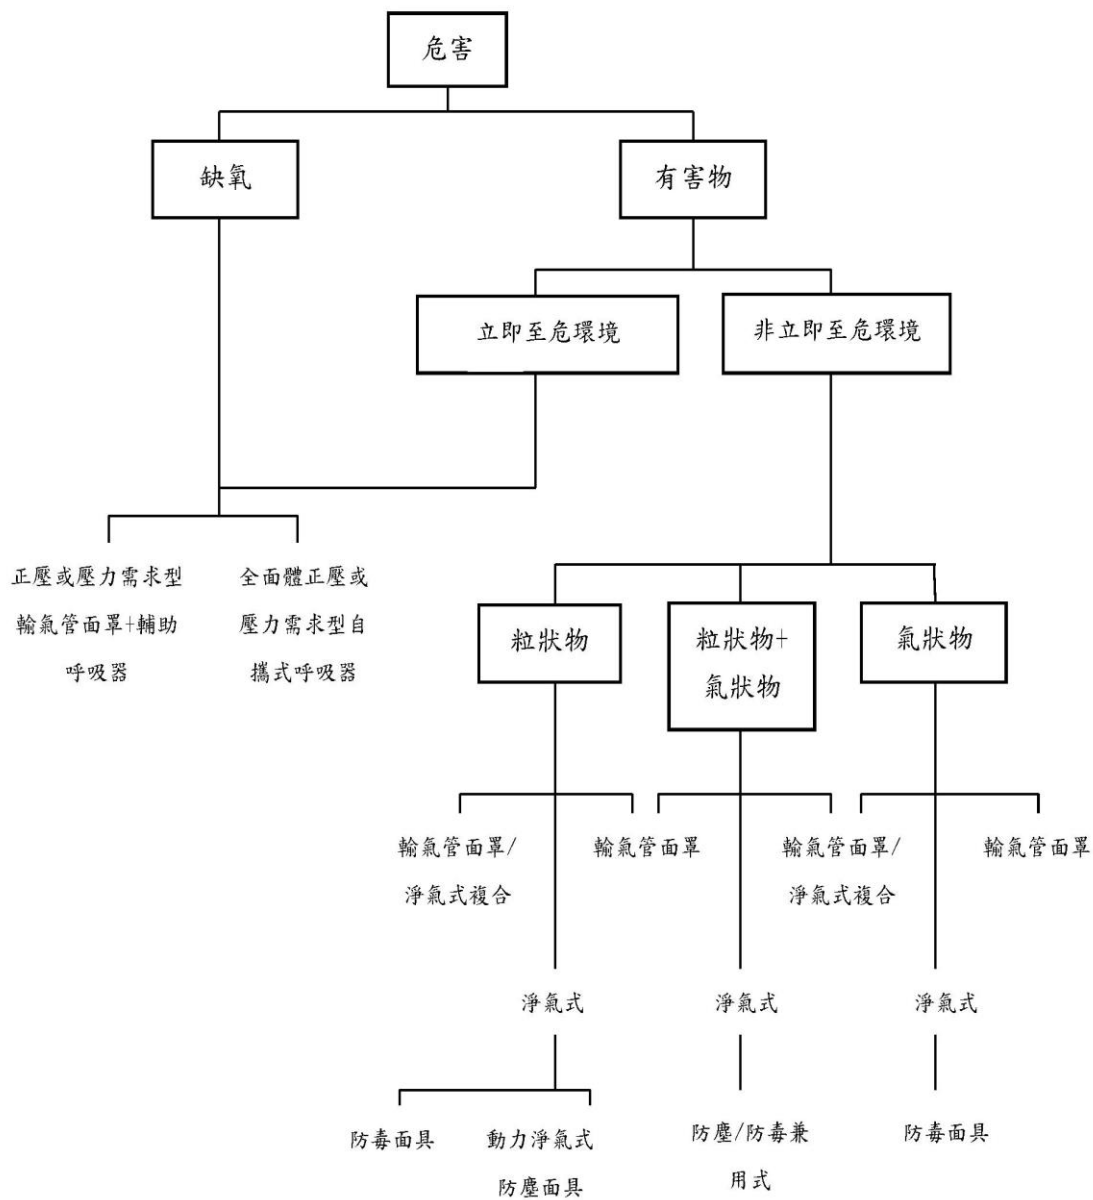 危害
缺氧
有害物
立即至危環境
非立即至危環境
正壓或壓力需求型
輸氣管面罩+輔助
呼吸器
全面體正壓或
壓力需求型自
攜式呼吸器
粒狀物
粒狀物+
氣狀物
氣狀物
輸氣管面罩/
淨氣式複合
輸氣管面罩
輸氣管面罩/
淨氣式複合
輸氣管面罩
淨氣式
淨氣式
淨氣式
防毒面具
動力淨氣式
防塵面具
防塵/防毒兼
用式
防毒面具